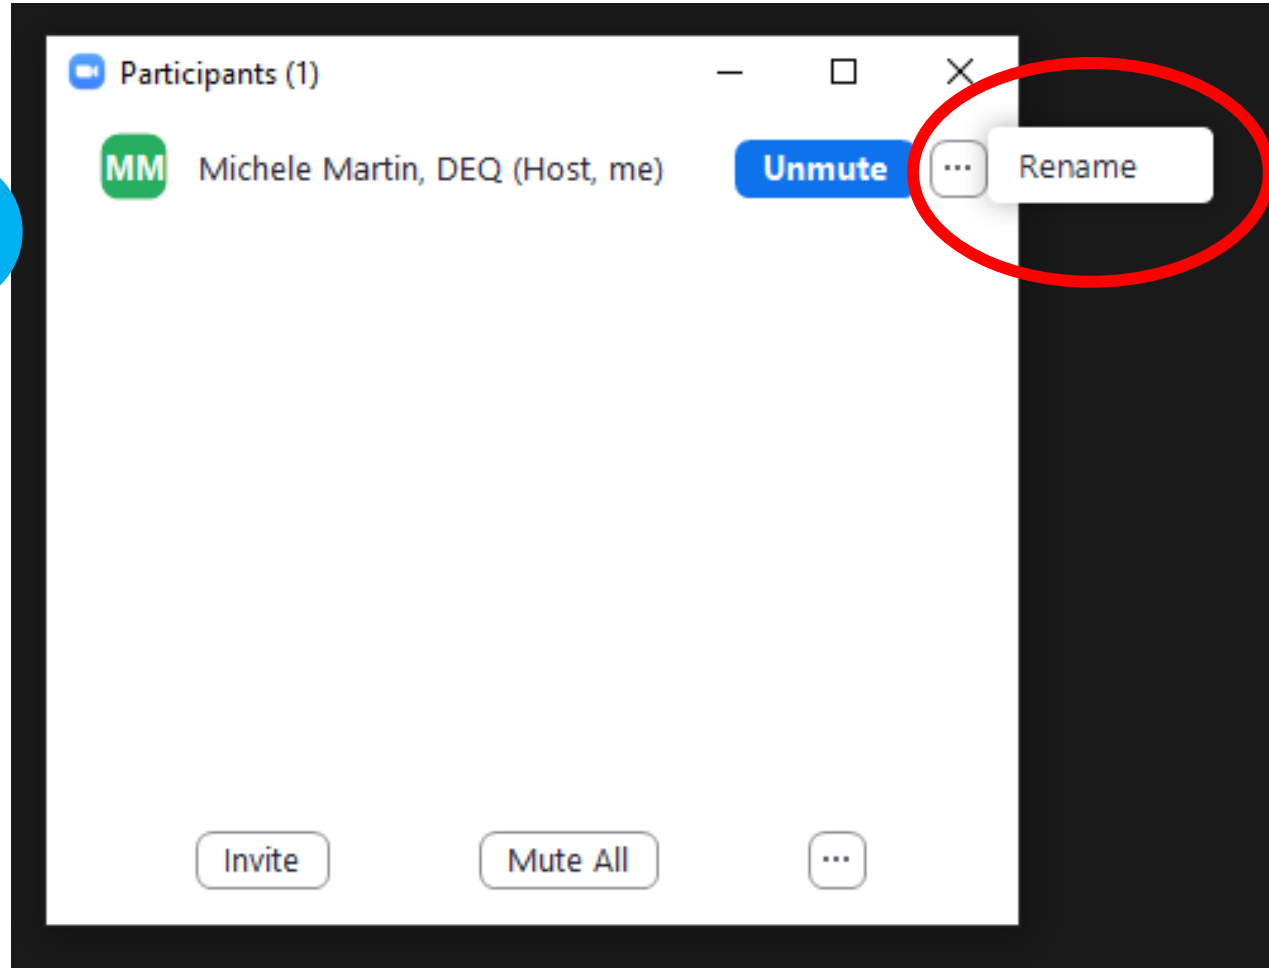 Participants (1)
MM Michele Martin, DEQ (Host, me) Unmute ... Rename
Invite Mute All ...